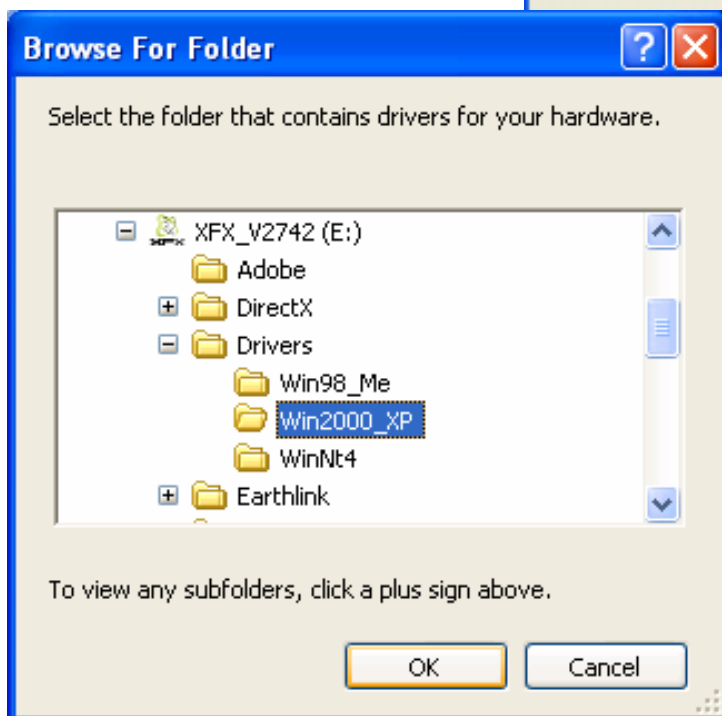 Browse For Folder
Select the folder that contains drivers for your hardware.
XFX_V2742 (E:)
Adobe
DirectX
Drivers
Win98_Me
Win2000_XP
WinNt4
Earthlink
To view any subfolders, click a plus sign above.
OK Cancel